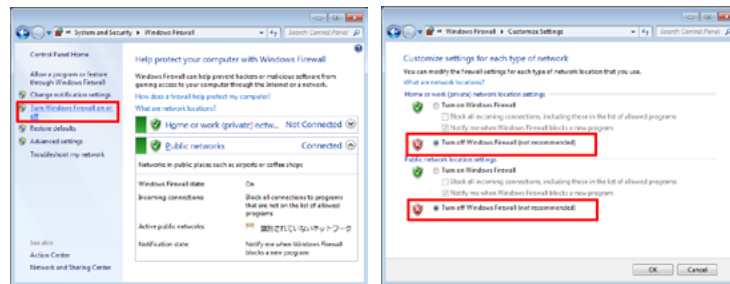 System and Security ▸ Windows Firewall
Search Control Panel
Control Panel Home
Allow a program or feature
through Windows Firewall
Change notification settings
Turn Windows Firewall on or
off
Restore defaults
Advanced settings
Troubleshoot my network
See also
Action Center
Network and Sharing Center
Help protect your computer with Windows Firewall
Windows Firewall can help prevent hackers or malicious software from
gaining access to your computer through the Internet or a network.
How does a firewall help protect my computer?
What are network locations?
Home or work (private) netw... Not Connected
Public networks Connected
Networks in public places such as airports or coffee shops
Windows Firewall state: On
Incoming connections: Block all connections to programs
that are not on the list of allowed
programs
Active public networks: 識別されていないネットワーク
Notification state: Notify me when Windows Firewall
blocks a new program
Windows Firewall ▸ Customize Settings
Search Control Panel
Customize settings for each type of network
You can modify the firewall settings for each type of network location that you use.
What are network locations?
Home or work (private) network location settings
Turn on Windows Firewall
Block all incoming connections, including those in the list of allowed programs
Notify me when Windows Firewall blocks a new program
Turn off Windows Firewall (not recommended)
Public network location settings
Turn on Windows Firewall
Block all incoming connections, including those in the list of allowed programs
Notify me when Windows Firewall blocks a new program
Turn off Windows Firewall (not recommended)
OK Cancel